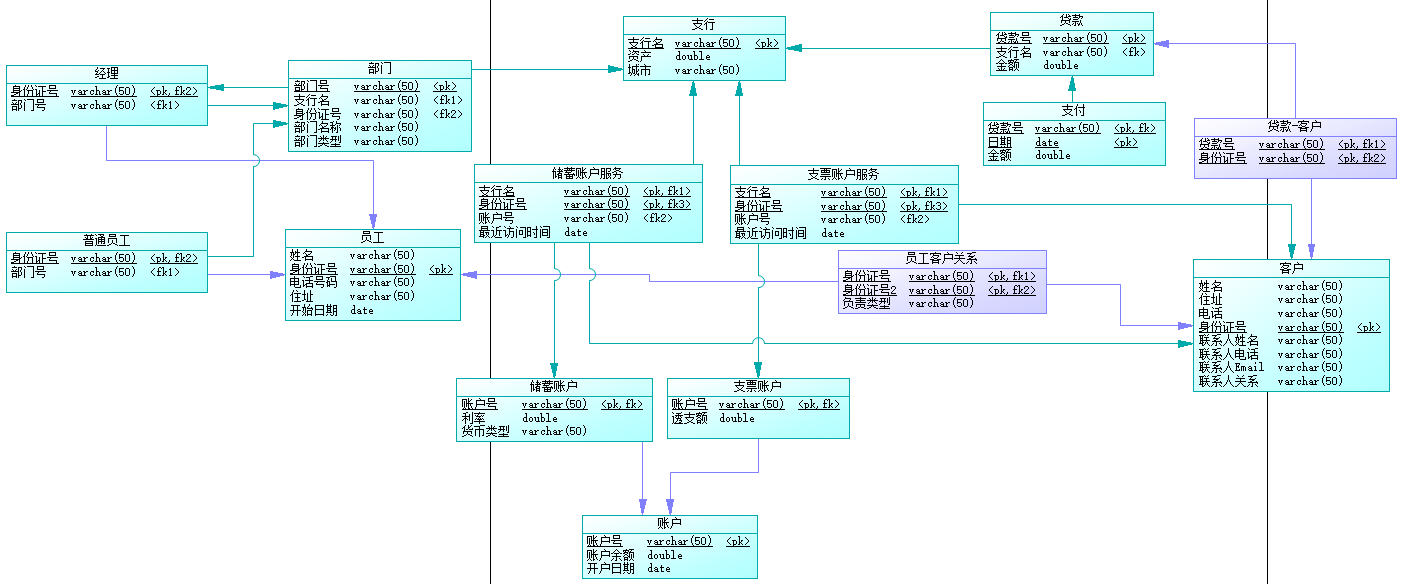 支行
支行名 varchar(50) <pk>
资产 double
城市 varchar(50)
贷款
贷款号 varchar(50) <pk>
支行名 varchar(50) <fk>
金额 double
经理
身份证号 varchar(50) <pk,fk2>
部门号 varchar(50) <fk1>
部门
部门号 varchar(50) <pk>
支行名 varchar(50) <fk1>
身份证号 varchar(50) <fk2>
部门名称 varchar(50)
部门类型 varchar(50)
支付
贷款号 varchar(50) <pk,fk>
日期 date <pk>
金额 double
贷款-客户
贷款号 varchar(50) <pk,fk1>
身份证号 varchar(50) <pk,fk2>
储蓄账户服务
支行名 varchar(50) <pk,fk1>
身份证号 varchar(50) <pk,fk3>
账户号 varchar(50) <fk2>
最近访问时间 date
支票账户服务
支行名 varchar(50) <pk,fk1>
身份证号 varchar(50) <pk,fk3>
账户号 varchar(50) <fk2>
最近访问时间 date
普通员工
身份证号 varchar(50) <pk,fk2>
部门号 varchar(50) <fk1>
员工
姓名 varchar(50)
身份证号 varchar(50) <pk>
电话号码 varchar(50)
住址 varchar(50)
开始日期 date
员工客户关系
身份证号 varchar(50) <pk,fk1>
身份证号2 varchar(50) <pk,fk2>
负责类型 varchar(50)
客户
姓名 varchar(50)
住址 varchar(50)
电话 varchar(50)
身份证号 varchar(50) <pk>
联系人姓名 varchar(50)
联系人电话 varchar(50)
联系人Email varchar(50)
联系人关系 varchar(50)
储蓄账户
账户号 varchar(50) <pk,fk>
利率 double
货币类型 varchar(50)
支票账户
账户号 varchar(50) <pk,fk>
透支额 double
账户
账户号 varchar(50) <pk>
账户余额 double
开户日期 date